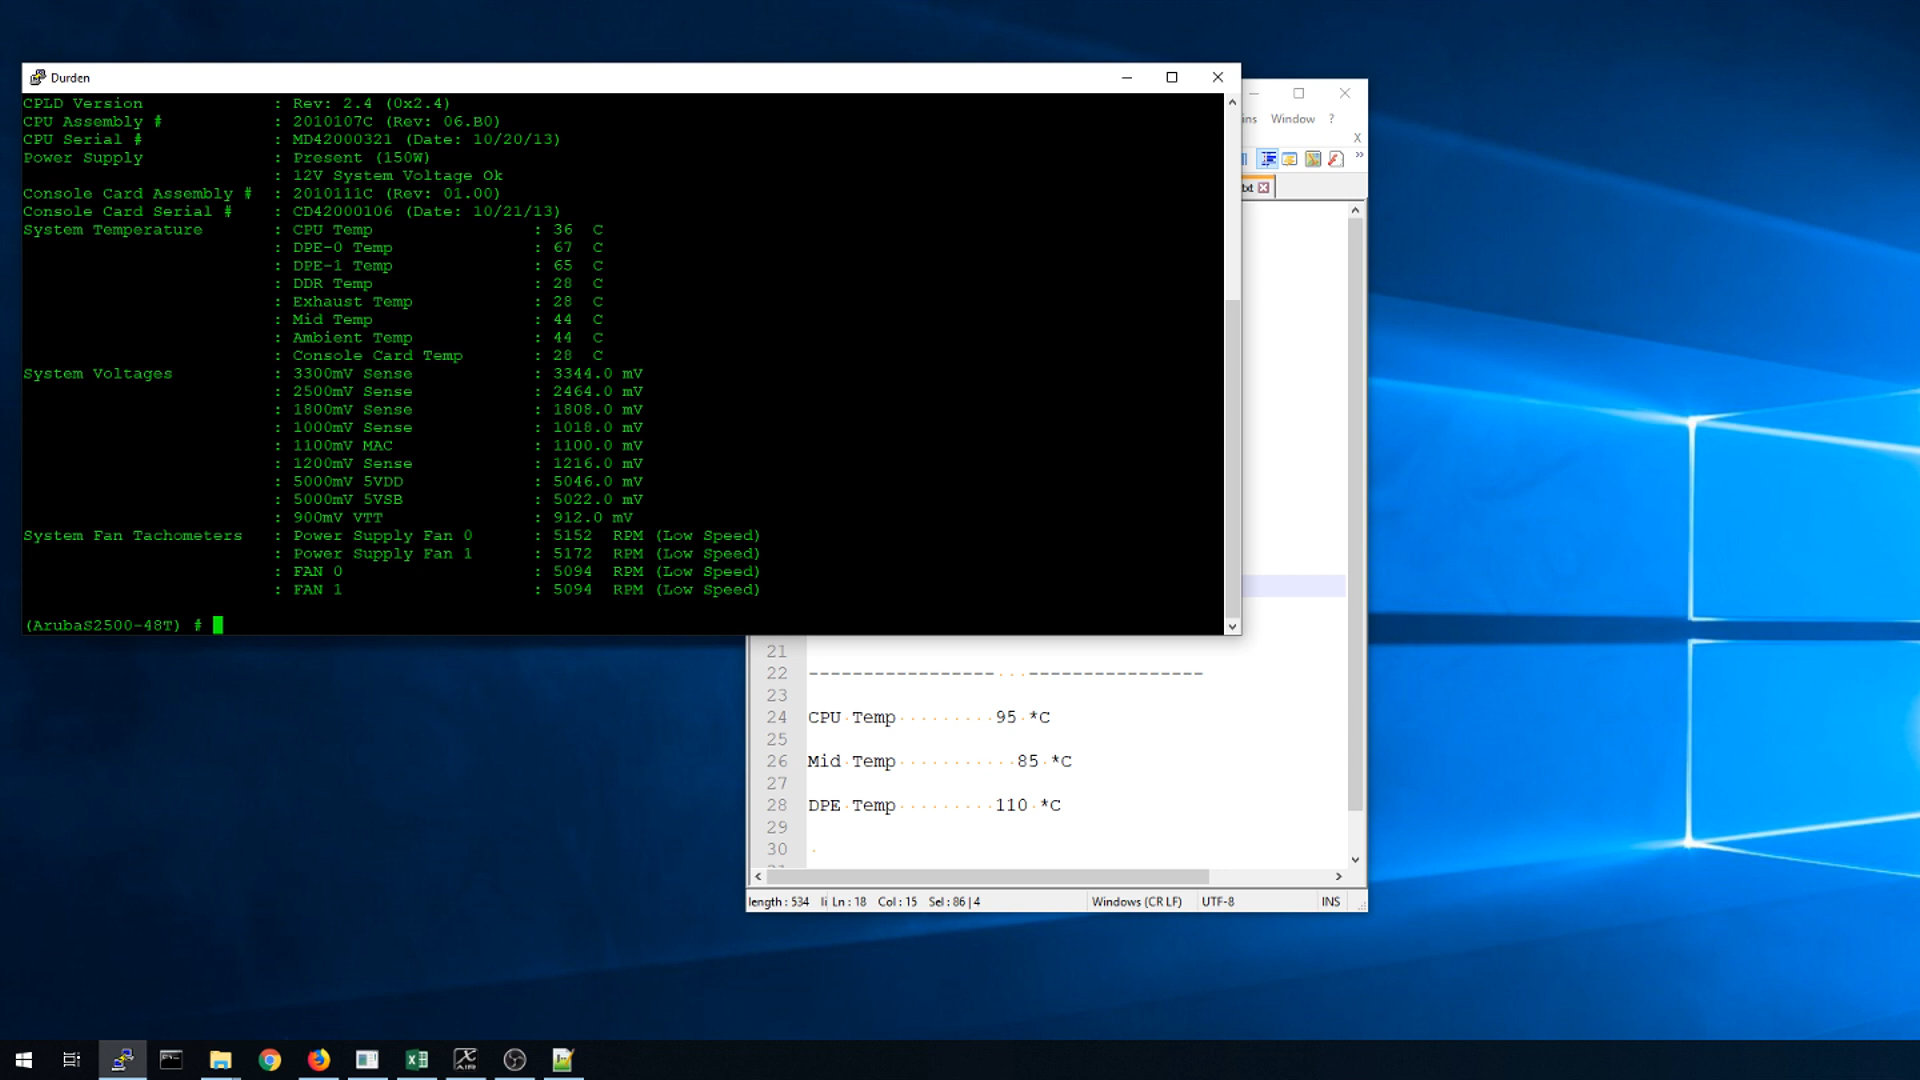 Durden
CPLD Version : Rev: 2.4 (0x2.4)
CPU Assembly # : 2010107C (Rev: 06.B0)
CPU Serial # : MD42000321 (Date: 10/20/13)
Power Supply : Present (150W)
: 12V System Voltage Ok
Console Card Assembly # : 2010111C (Rev: 01.00)
Console Card Serial # : CD42000106 (Date: 10/21/13)
System Temperature : CPU Temp : 36 C
: DPE-0 Temp : 67 C
: DPE-1 Temp : 65 C
: DDR Temp : 28 C
: Exhaust Temp : 28 C
: Mid Temp : 44 C
: Ambient Temp : 44 C
: Console Card Temp : 28 C
System Voltages : 3300mV Sense : 3344.0 mV
: 2500mV Sense : 2464.0 mV
: 1800mV Sense : 1808.0 mV
: 1000mV Sense : 1018.0 mV
: 1100mV MAC : 1100.0 mV
: 1200mV Sense : 1216.0 mV
: 5000mV 5VDD : 5046.0 mV
: 5000mV 5VSB : 5022.0 mV
: 900mV VTT : 912.0 mV
System Fan Tachometers : Power Supply Fan 0 : 5152 RPM (Low Speed)
: Power Supply Fan 1 : 5172 RPM (Low Speed)
: FAN 0 : 5094 RPM (Low Speed)
: FAN 1 : 5094 RPM (Low Speed)
(ArubaS2500-48T) #
Window ?
X
21
22 ----------------- ... ----------------
23
24 CPU Temp 95 *C
25
26 Mid Temp 85 *C
27
28 DPE Temp 110 *C
29
30
length : 534 li Ln : 18 Col : 15 Sel : 86 | 4 Windows (CR LF) UTF-8 INS
AIR